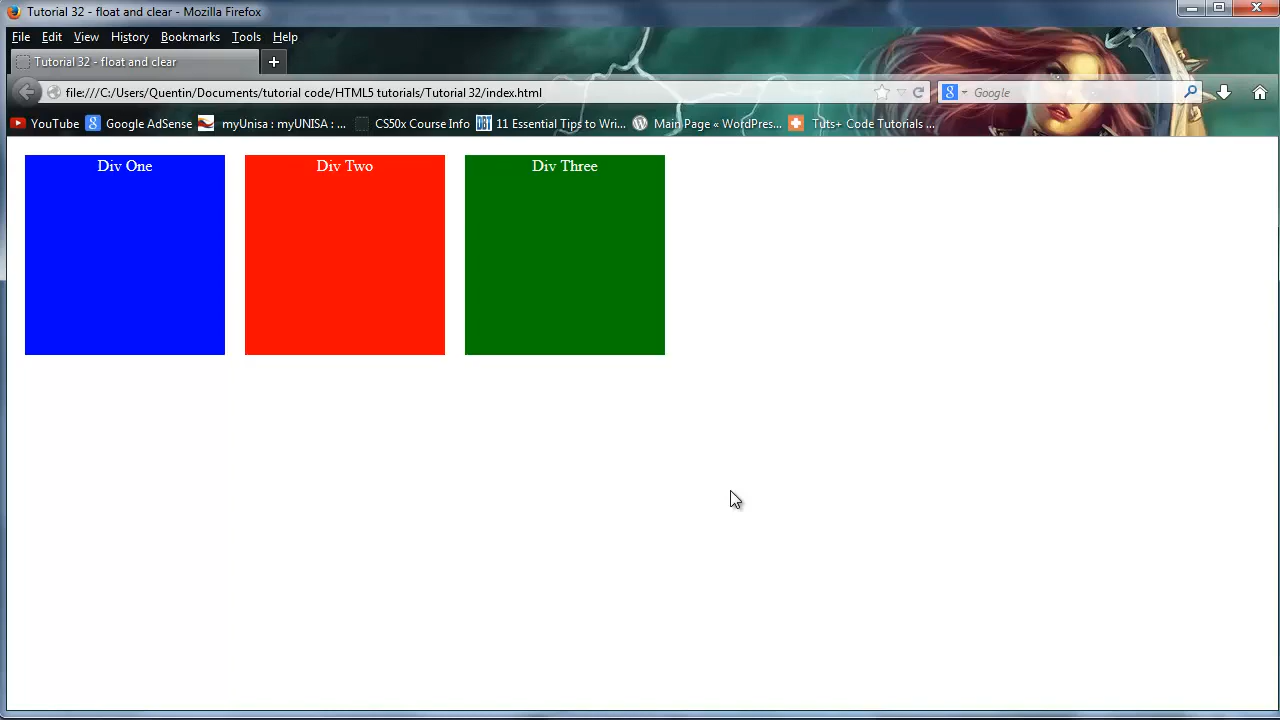 Tutorial 32 - float and clear - Mozilla Firefox
File Edit View History Bookmarks Tools Help
Tutorial 32 - float and clear +
file:///C:/Users/Quentin/Documents/tutorial code/HTML5 tutorials/Tutorial 32/index.html 8 Google
YouTube 8 Google AdSense myUnisa : myUNISA : ... CS50x Course Info DBT 11 Essential Tips to Wri... Main Page « WordPres... Tuts+ Code Tutorials ...
Div One Div Two Div Three